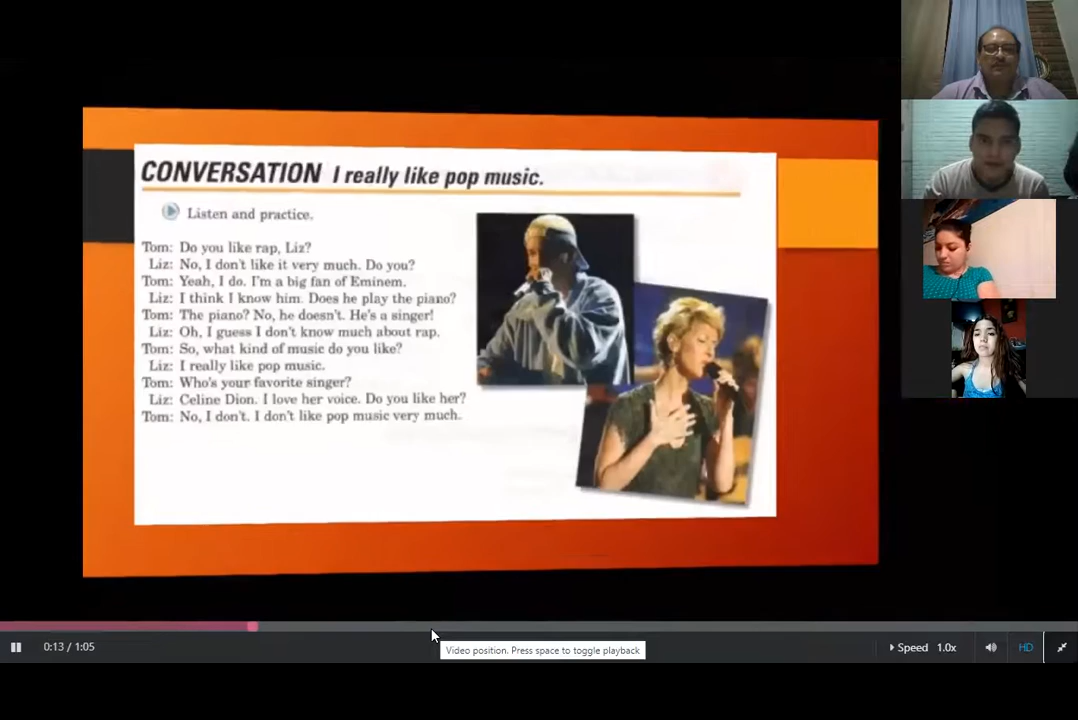 CONVERSATION I really like pop music.
Listen and practice.
Tom: Do you like rap, Liz?
Liz: No, I don't like it very much. Do you?
Tom: Yeah, I do. I'm a big fan of Eminem.
Liz: I think I know him. Does he play the piano?
Tom: The piano? No, he doesn't. He's a singer!
Liz: Oh, I guess I don't know much about rap.
Tom: So, what kind of music do you like?
Liz: I really like pop music.
Tom: Who's your favorite singer?
Liz: Celine Dion. I love her voice. Do you like her?
Tom: No, I don't. I don't like pop music very much.
0:13 / 1:05
Video position. Press space to toggle playback
Speed 1.0x
HD